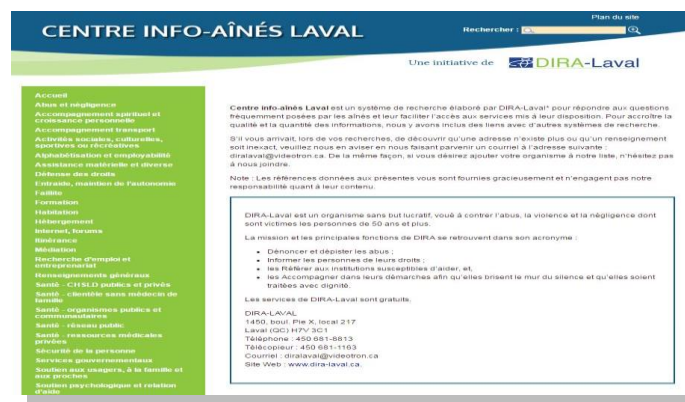 Plan du site
CENTRE INFO-AÎNÉS LAVAL
Rechercher :
Une initiative de DIRA-Laval
Accueil
Abus et négligence
Accompagnement spirituel et
croissance personnelle
Accompagnement transport
Activités sociales, culturelles,
sportives ou récréatives
Alphabétisation et employabilité
Assistance matérielle et diverse
Défense des droits
Entraide, maintien de l'autonomie
Faillite
Formation
Habitation
Hébergement
Internet, forums
Itinérance
Médiation
Recherche d'emploi et
entreprenariat
Renseignements généraux
Santé - CHSLD publics et privés
Santé - clientèle sans médecin de
famille
Santé - organismes publics et
communautaires
Santé - réseau public
Santé - ressources médicales
privées
Sécurité de la personne
Services gouvernementaux
Soutien aux usagers, à la famille et
aux proches
Soutien psychologique et relation
d'aide
Centre info-aînés Laval est un système de recherche élaboré par DIRA-Laval* pour répondre aux questions
fréquemment posées par les aînés et leur faciliter l'accès aux services mis à leur disposition. Pour accroître la
qualité et la quantité des informations, nous y avons inclus des liens avec d'autres systèmes de recherche.
S'il vous arrivait, lors de vos recherches, de découvrir qu'une adresse n'existe plus ou qu'un renseignement
soit inexact, veuillez nous en aviser en nous faisant parvenir un courriel à l'adresse suivante :
diralaval@videotron.ca. De la même façon, si vous désirez ajouter votre organisme à notre liste, n'hésitez pas
à nous joindre.
Note : Les références données aux présentes vous sont fournies gracieusement et n'engagent pas notre
responsabilité quant à leur contenu.
DIRA-Laval est un organisme sans but lucratif, voué à contrer l'abus, la violence et la négligence dont
sont victimes les personnes de 50 ans et plus.
La mission et les principales fonctions de DIRA se retrouvent dans son acronyme :
• Dénoncer et dépister les abus ;
• Informer les personnes de leurs droits ;
• les Référer aux institutions susceptibles d'aider, et,
• les Accompagner dans leurs démarches afin qu'elles brisent le mur du silence et qu'elles soient
traitées avec dignité.
Les services de DIRA-Laval sont gratuits.
DIRA-LAVAL
1450, boul. Pie X, local 217
Laval (QC) H7V 3C1
Téléphone : 450 681-8813
Télécopieur : 450 681-1163
Courriel : diralaval@videotron.ca
Site Web : www.dira-laval.ca.